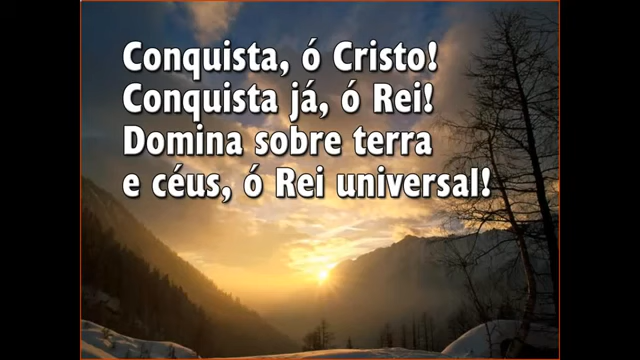 Conquista, ó Cristo!
Conquista já, ó Rei!
Domina sobre terra
e céus, ó Rei universal!